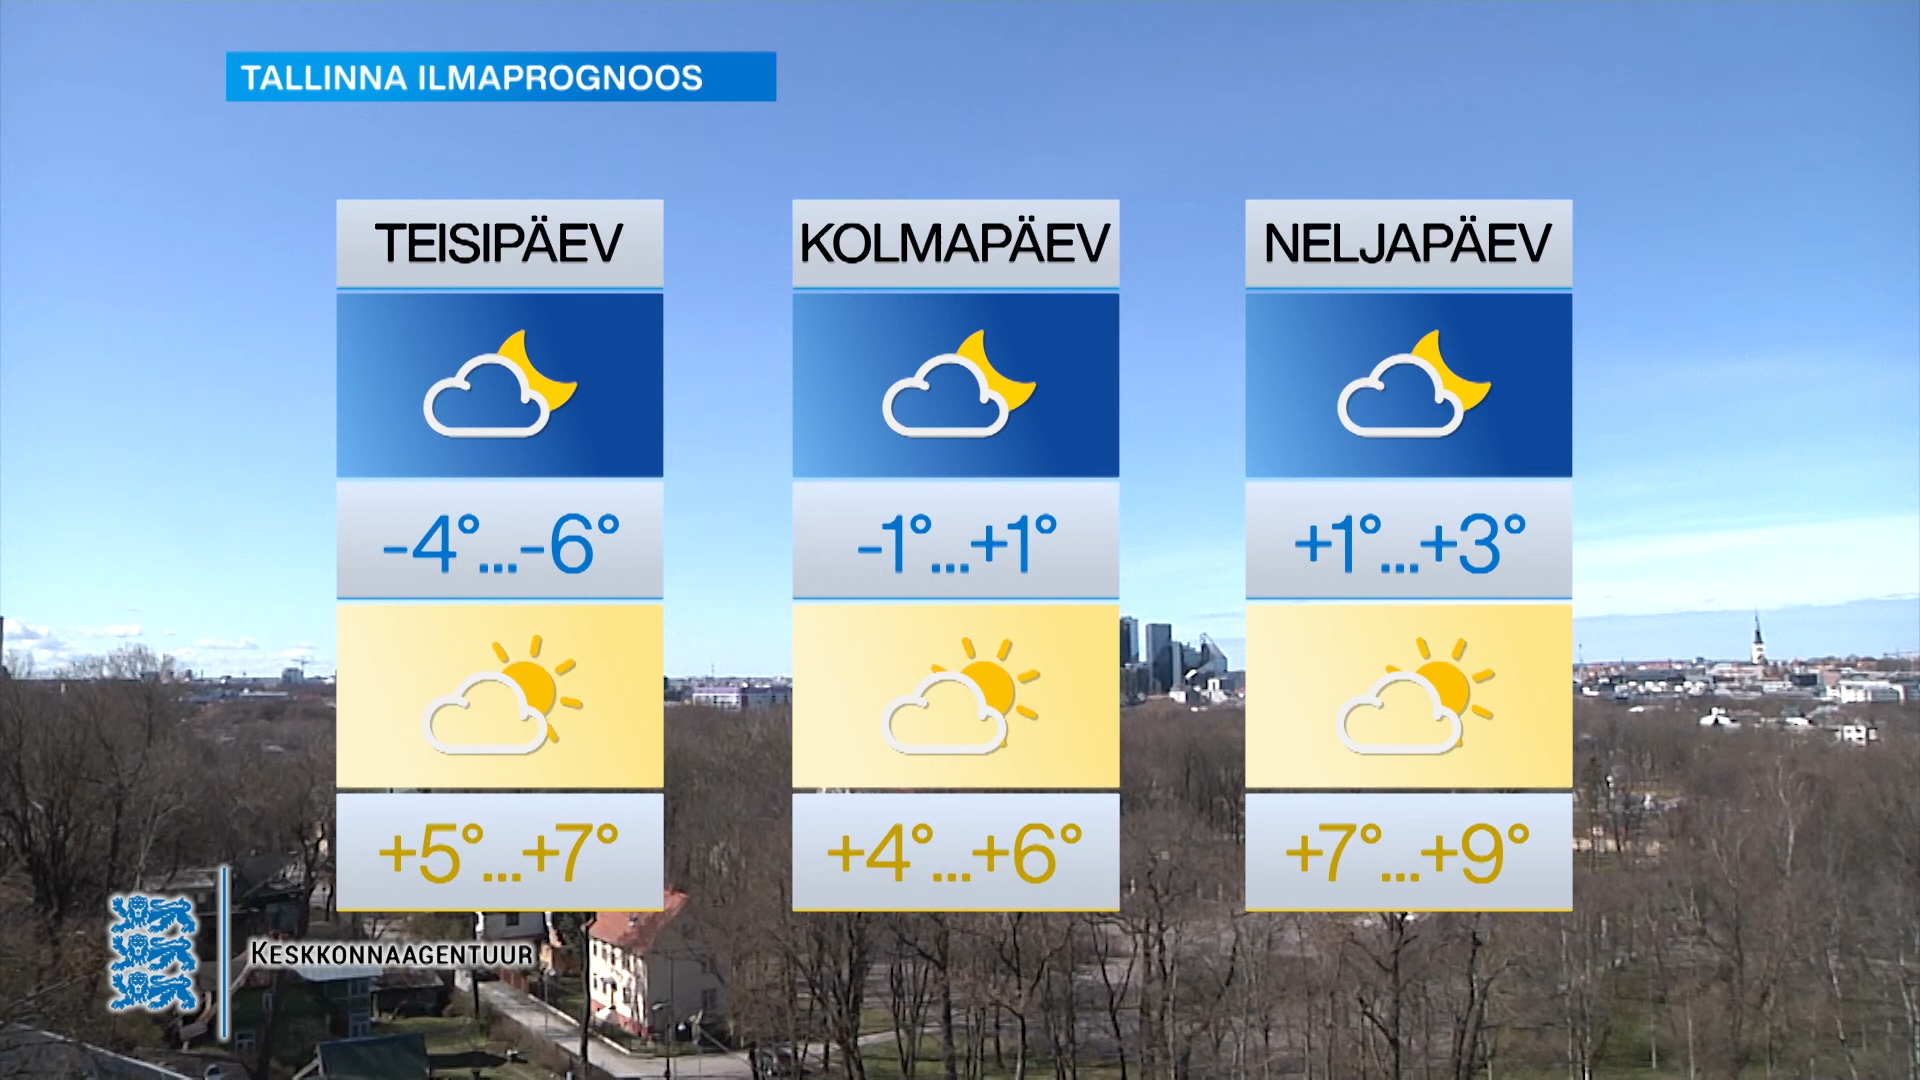 TALLINNA ILMAPROGNOOS
TEISIPÄEV
-4°...-6°
+5°...+7°
KOLMAPÄEV
-1°...+1°
+4°...+6°
NELJAPÄEV
+1°...+3°
+7°...+9°
KESKKONNAAGENTUUR